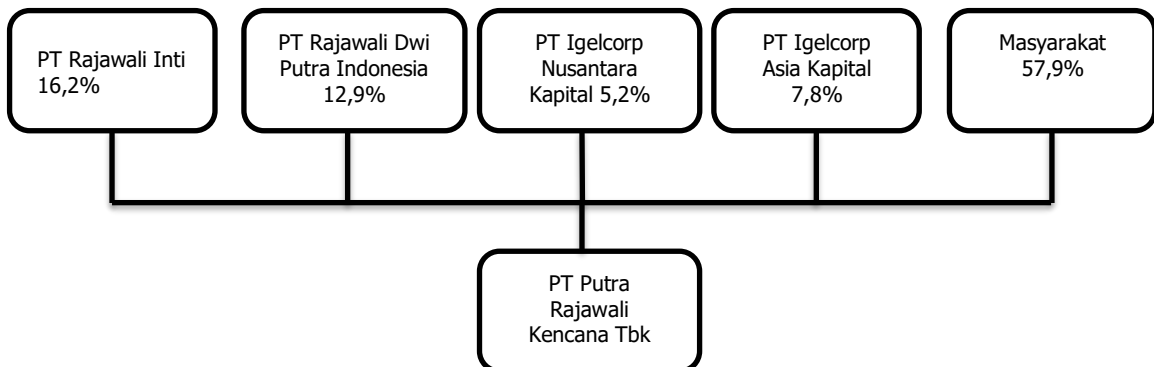 PT Rajawali Inti
16,2%
PT Rajawali Dwi
Putra Indonesia
12,9%
PT Igelcorp
Nusantara
Kapital 5,2%
PT Igelcorp
Asia Kapital
7,8%
Masyarakat
57,9%
PT Putra
Rajawali
Kencana Tbk